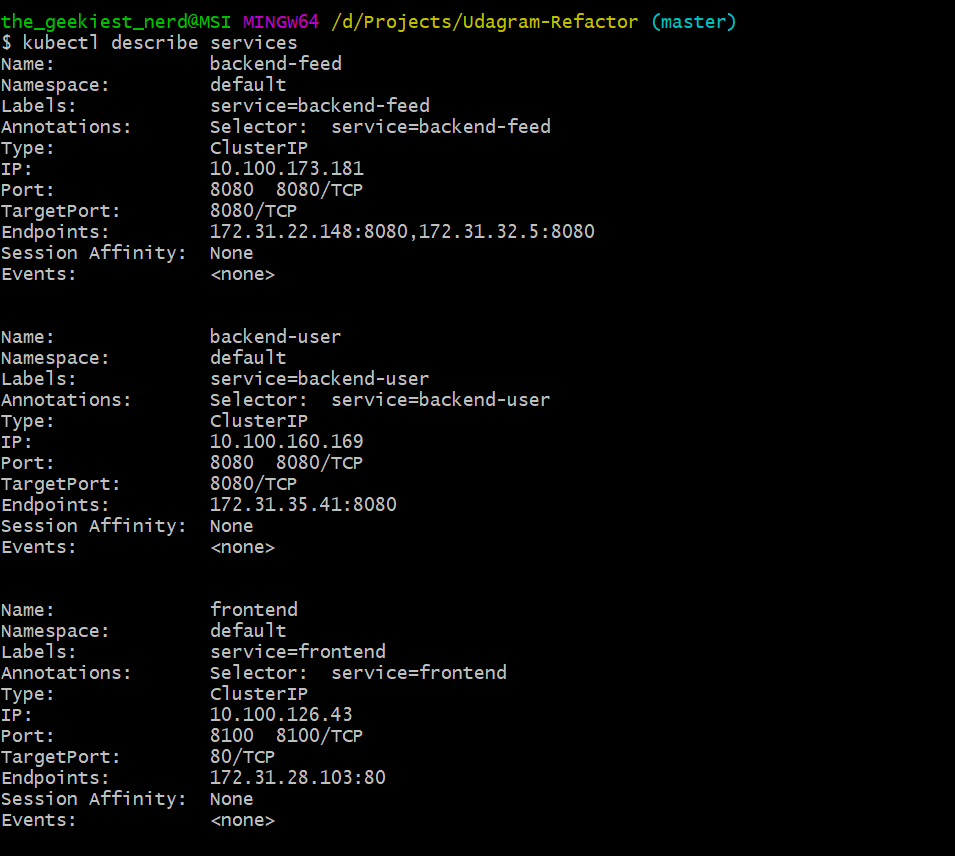 the_geekiest_nerd@MSI MINGW64 /d/Projects/Udagram-Refactor (master)
$ kubectl describe services
Name:              backend-feed
Namespace:         default
Labels:            service=backend-feed
Annotations:       Selector:  service=backend-feed
Type:              ClusterIP
IP:                10.100.173.181
Port:              8080  8080/TCP
TargetPort:        8080/TCP
Endpoints:         172.31.22.148:8080,172.31.32.5:8080
Session Affinity:  None
Events:            <none>
Name:              backend-user
Namespace:         default
Labels:            service=backend-user
Annotations:       Selector:  service=backend-user
Type:              ClusterIP
IP:                10.100.160.169
Port:              8080  8080/TCP
TargetPort:        8080/TCP
Endpoints:         172.31.35.41:8080
Session Affinity:  None
Events:            <none>
Name:              frontend
Namespace:         default
Labels:            service=frontend
Annotations:       Selector:  service=frontend
Type:              ClusterIP
IP:                10.100.126.43
Port:              8100  8100/TCP
TargetPort:        80/TCP
Endpoints:         172.31.28.103:80
Session Affinity:  None
Events:            <none>